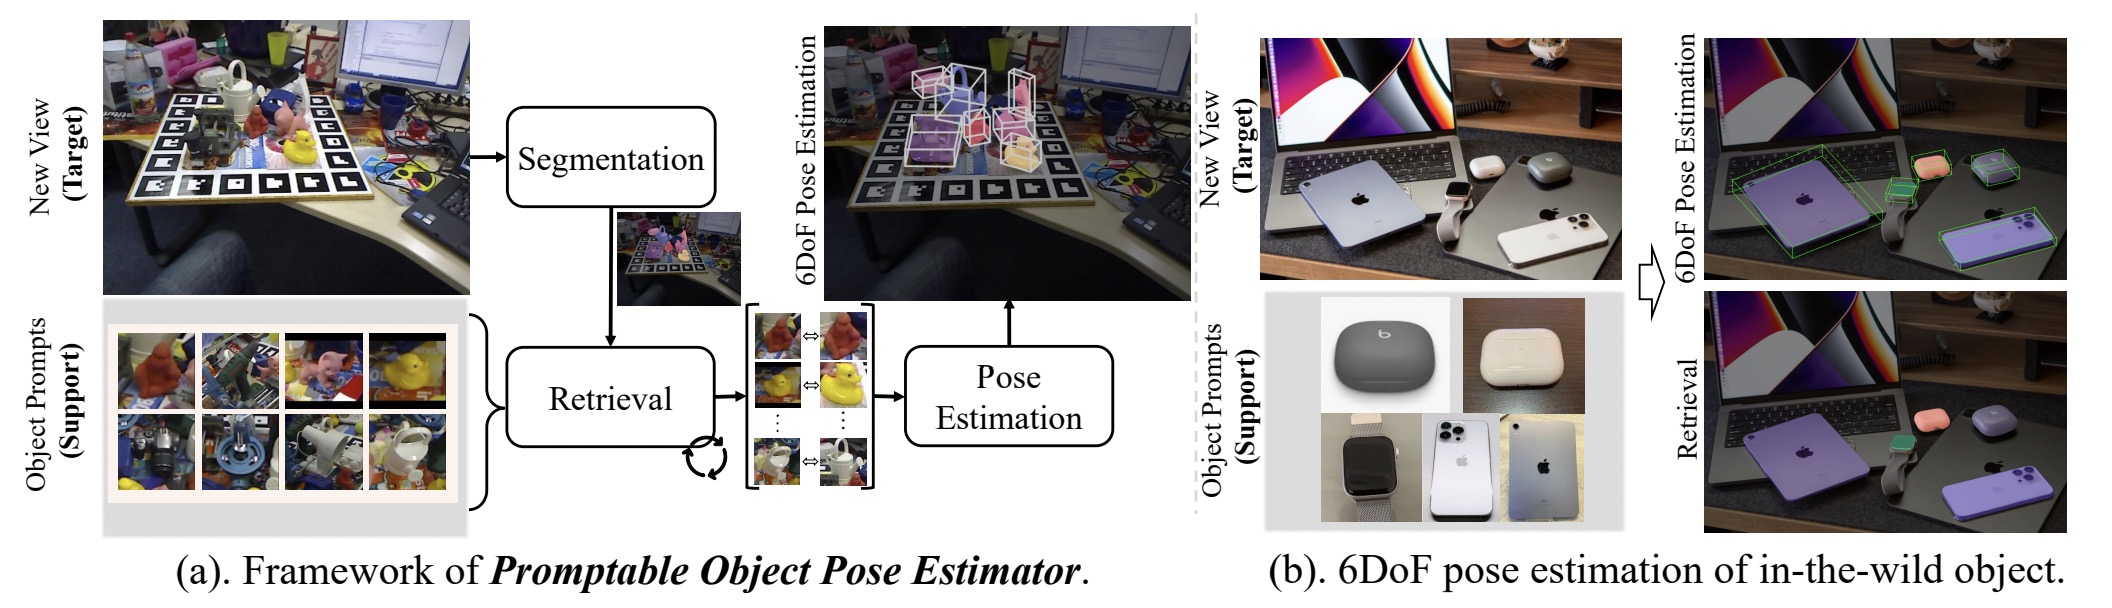 New View
(Target)
Object Prompts
(Support)
Segmentation
Retrieval
Pose
Estimation
6DoF Pose Estimation
(a). Framework of Promptable Object Pose Estimator.
New View
(Target)
Object Prompts
(Support)
6DoF Pose Estimation
Retrieval
(b). 6DoF pose estimation of in-the-wild object.